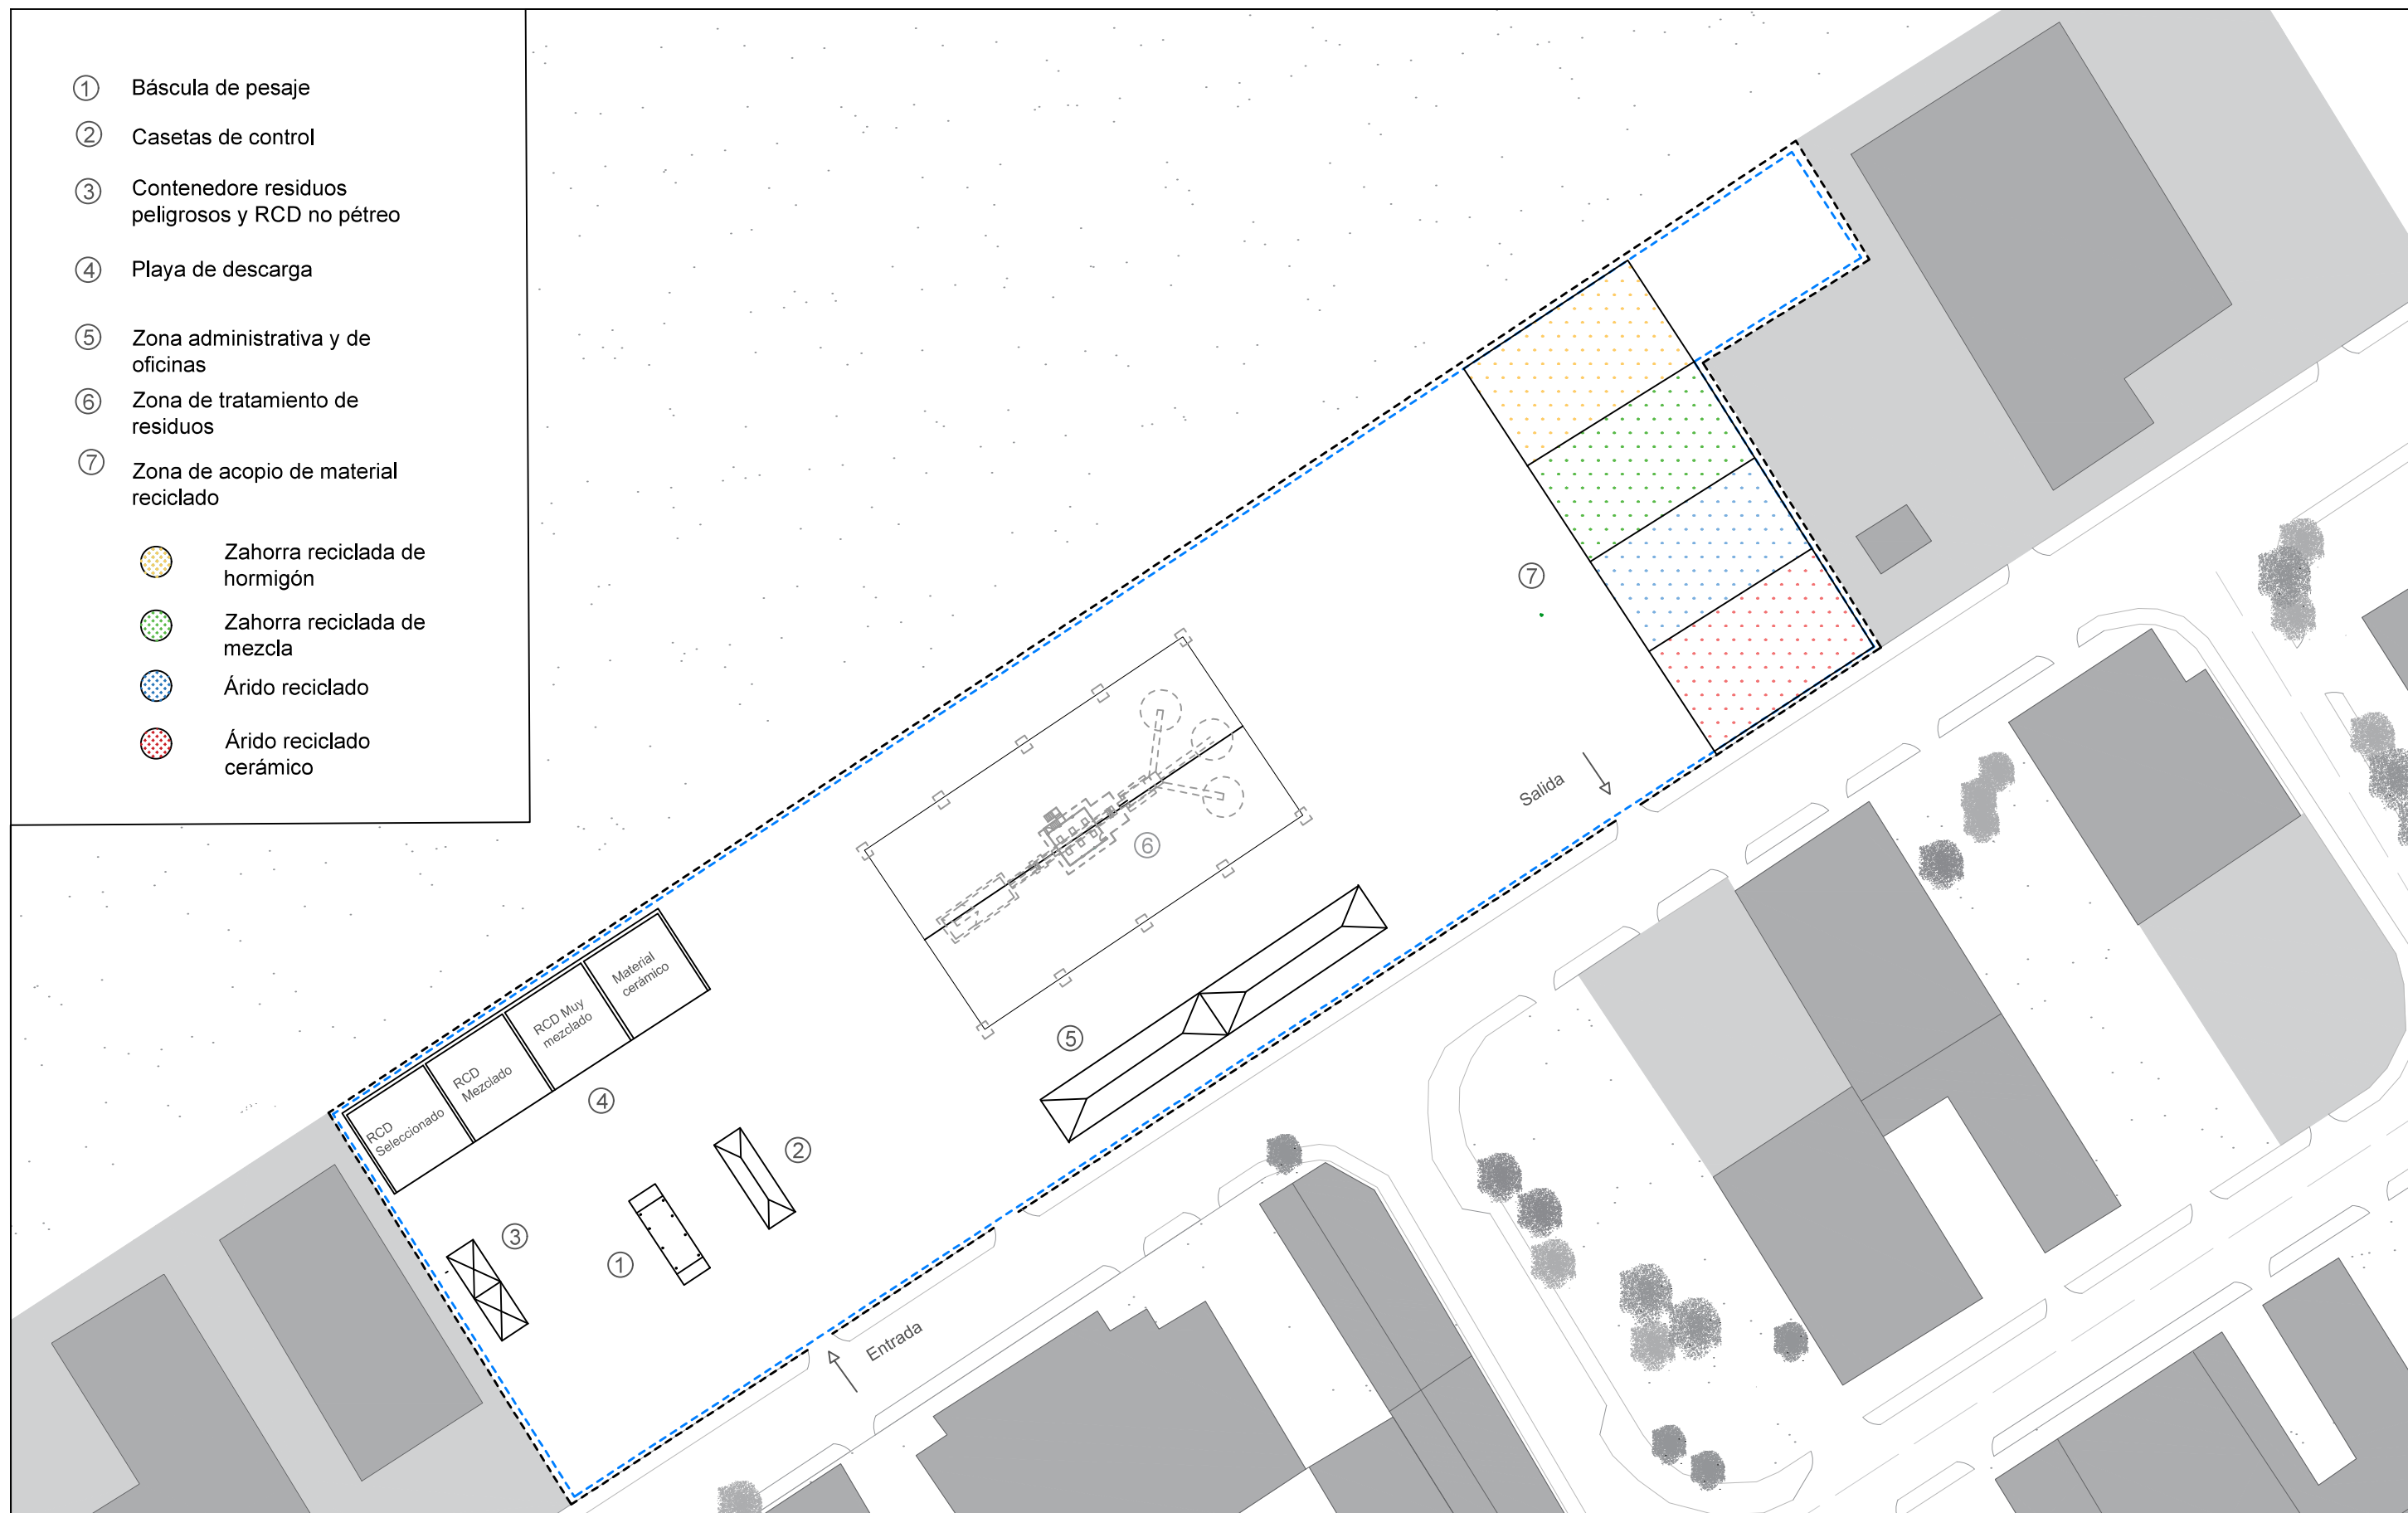 ① Báscula de pesaje
② Casetas de control
③ Contenedore residuos
peligrosos y RCD no pétreo
④ Playa de descarga
⑤ Zona administrativa y de
oficinas
⑥ Zona de tratamiento de
residuos
⑦ Zona de acopio de material
reciclado
Zahorra reciclada de
hormigón
Zahorra reciclada de
mezcla
Árido reciclado
Árido reciclado
cerámico
⑦
Salida
⑥
Material
cerámico
RCD Muy
mezclado
RCD
Mezclado
RCD
Seleccionado
⑤
④
②
③
①
Entrada